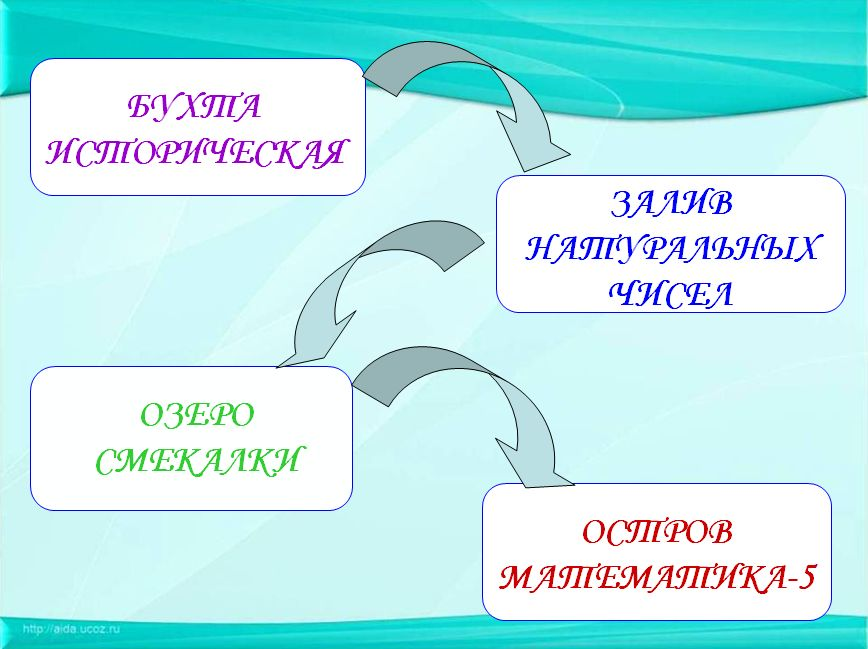 БУХТА
ИСТОРИЧЕСКАЯ
ЗАЛИВ
НАТУРАЛЬНЫХ
ЧИСЕЛ
ОЗЕРО
СМЕКАЛКИ
ОСТРОВ
МАТЕМАТИКА-5
http://aida.ucoz.ru